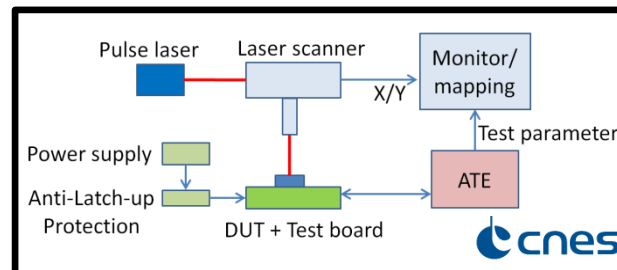 Pulse laser
Laser scanner
Monitor/
mapping
X/Y
Test parameter
Power supply
ATE
Anti-Latch-up
Protection
DUT + Test board
cnes